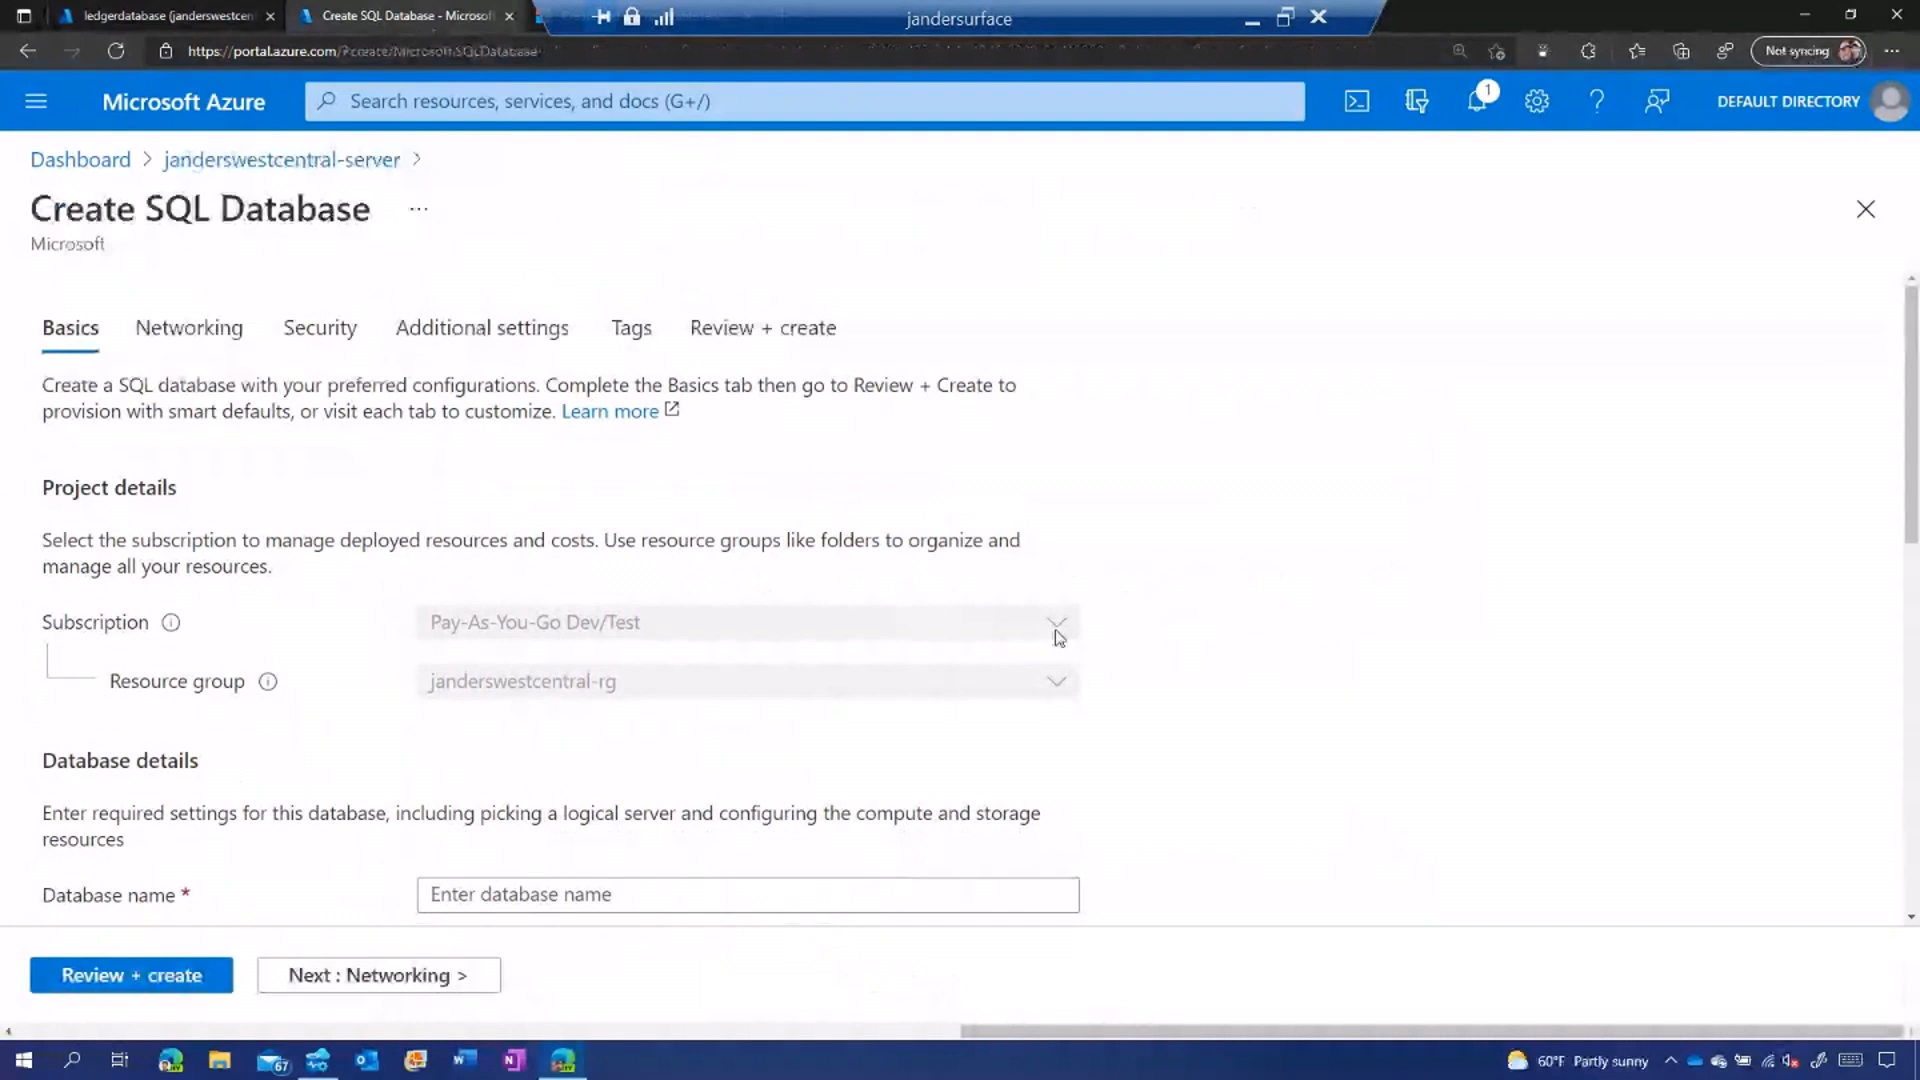 ledgerdatabase (janderswestcen
Create SQL Database - Microsoft
jandersurface
https://portal.azure.com/?create/Microsoft.SQLDatabase
Not syncing
Microsoft Azure
Search resources, services, and docs (G+/)
1
DEFAULT DIRECTORY
Dashboard > janderswestcentral-server >
Create SQL Database ...
Microsoft
Basics
Networking
Security
Additional settings
Tags
Review + create
Create a SQL database with your preferred configurations. Complete the Basics tab then go to Review + Create to
provision with smart defaults, or visit each tab to customize. Learn more
Project details
Select the subscription to manage deployed resources and costs. Use resource groups like folders to organize and
manage all your resources.
Subscription
Pay-As-You-Go Dev/Test
Resource group
janderswestcentral-rg
Database details
Enter required settings for this database, including picking a logical server and configuring the compute and storage
resources
Database name *
Enter database name
Review + create
Next : Networking >
67
60°F Partly sunny